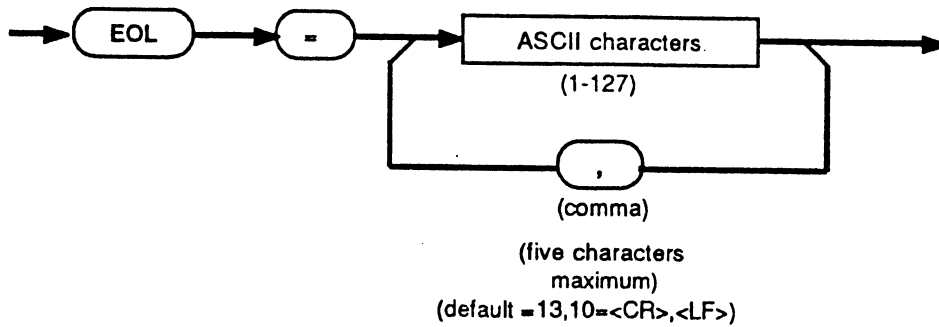 EOL = ASCII characters.
(1-127)
,
(comma)
(five characters
maximum)
(default =13,10=<CR>,<LF>)